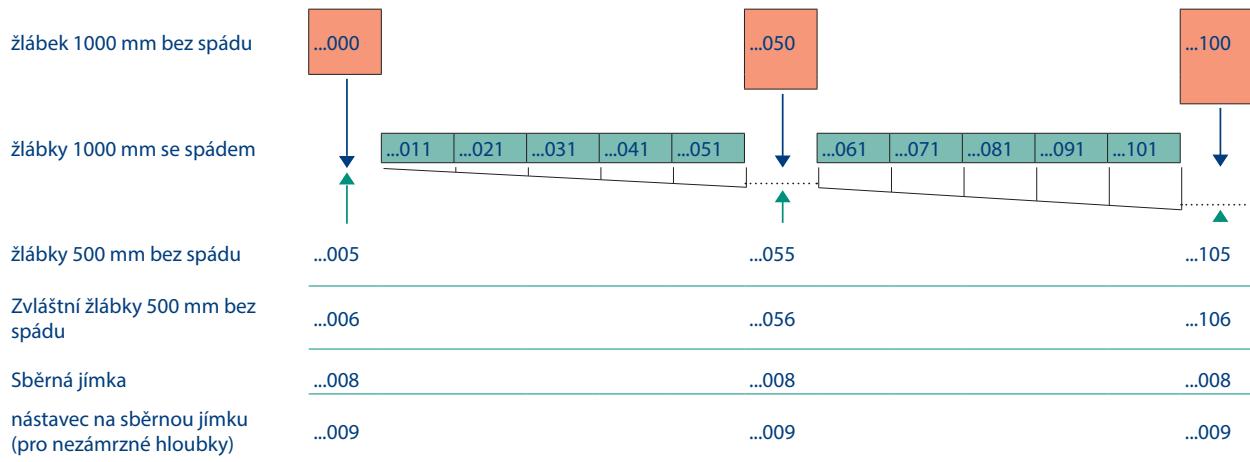 žlábek 1000 mm bez spádu ...000 ...050 ...100
žlábky 1000 mm se spádem ...011 ...021 ...031 ...041 ...051 ...061 ...071 ...081 ...091 ...101
žlábky 500 mm bez spádu ...005 ...055 ...105
Zvláštní žlábky 500 mm bez
spádu ...006 ...056 ...106
Sběrná jímka ...008 ...008 ...008
nástavec na sběrnou jímku
(pro nezámrzné hloubky) ...009 ...009 ...009